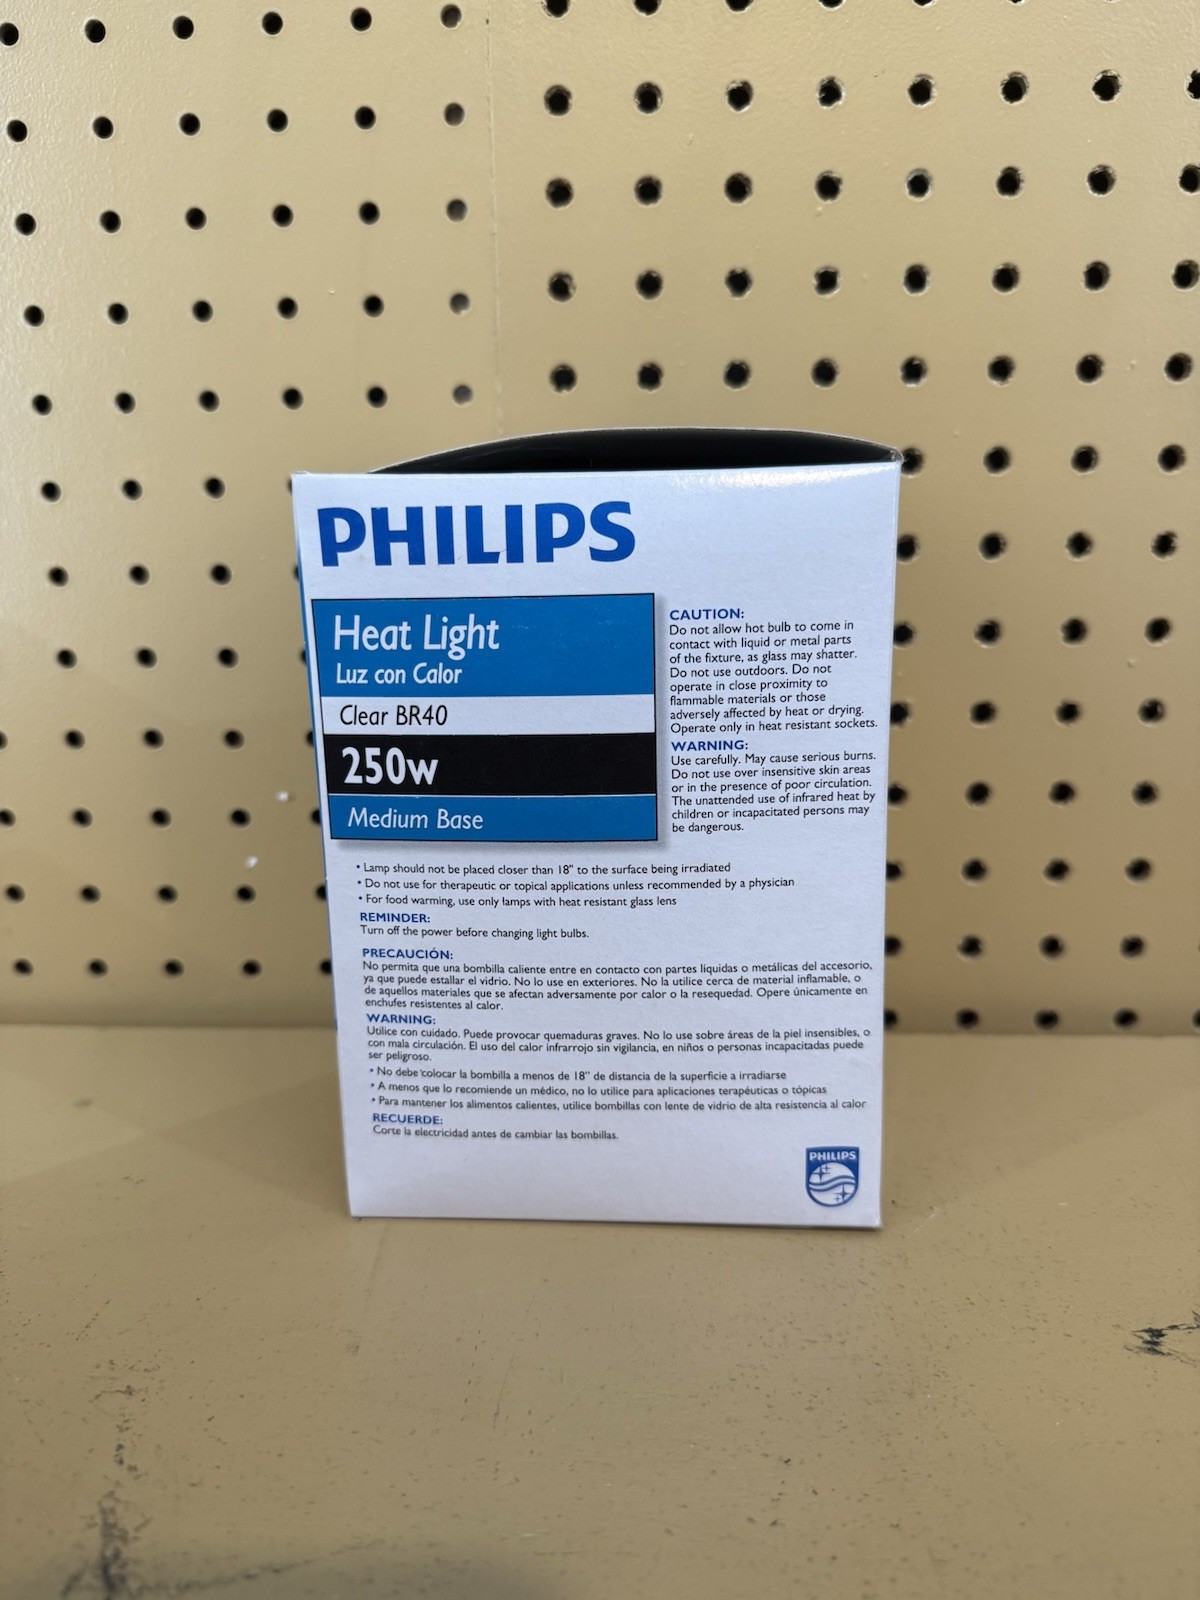 PHILIPS
Heat Light
Luz con Calor
Clear BR40
250w
Medium Base
CAUTION:
Do not allow hot bulb to come in
contact with liquid or metal parts
of the fixture, as glass may shatter.
Do not use outdoors. Do not
operate in close proximity to
flammable materials or those
adversely affected by heat or drying.
Operate only in heat resistant sockets.
WARNING:
Use carefully. May cause serious burns.
Do not use over insensitive skin areas
or in the presence of poor circulation.
The unattended use of infrared heat by
children or incapacitated persons may
be dangerous.
• Lamp should not be placed closer than 18" to the surface being irradiated
• Do not use for therapeutic or topical applications unless recommended by a physician
• For food warming, use only lamps with heat resistant glass lens
REMINDER:
Turn off the power before changing light bulbs.
PRECAUCIÓN:
No permita que una bombilla caliente entre en contacto con partes líquidas o metálicas del accesorio,
ya que puede estallar el vidrio. No lo use en exteriores. No la utilice cerca de material inflamable, o
de aquellos materiales que se afectan adversamente por calor o la resequedad. Opere únicamente en
enchufes resistentes al calor.
WARNING:
Utilice con cuidado. Puede provocar quemaduras graves. No lo use sobre áreas de la piel insensibles, o
con mala circulación. El uso del calor infrarrojo sin vigilancia, en niños o personas incapacitadas puede
ser peligroso.
• No debe colocar la bombilla a menos de 18" de distancia de la superficie a irradiarse
• A menos que lo recomiende un médico, no lo utilice para aplicaciones terapéuticas o tópicas
• Para mantener los alimentos calientes, utilice bombillas con lente de vidrio de alta resistencia al calor
RECUERDE:
Corte la electricidad antes de cambiar las bombillas.
PHILIPS